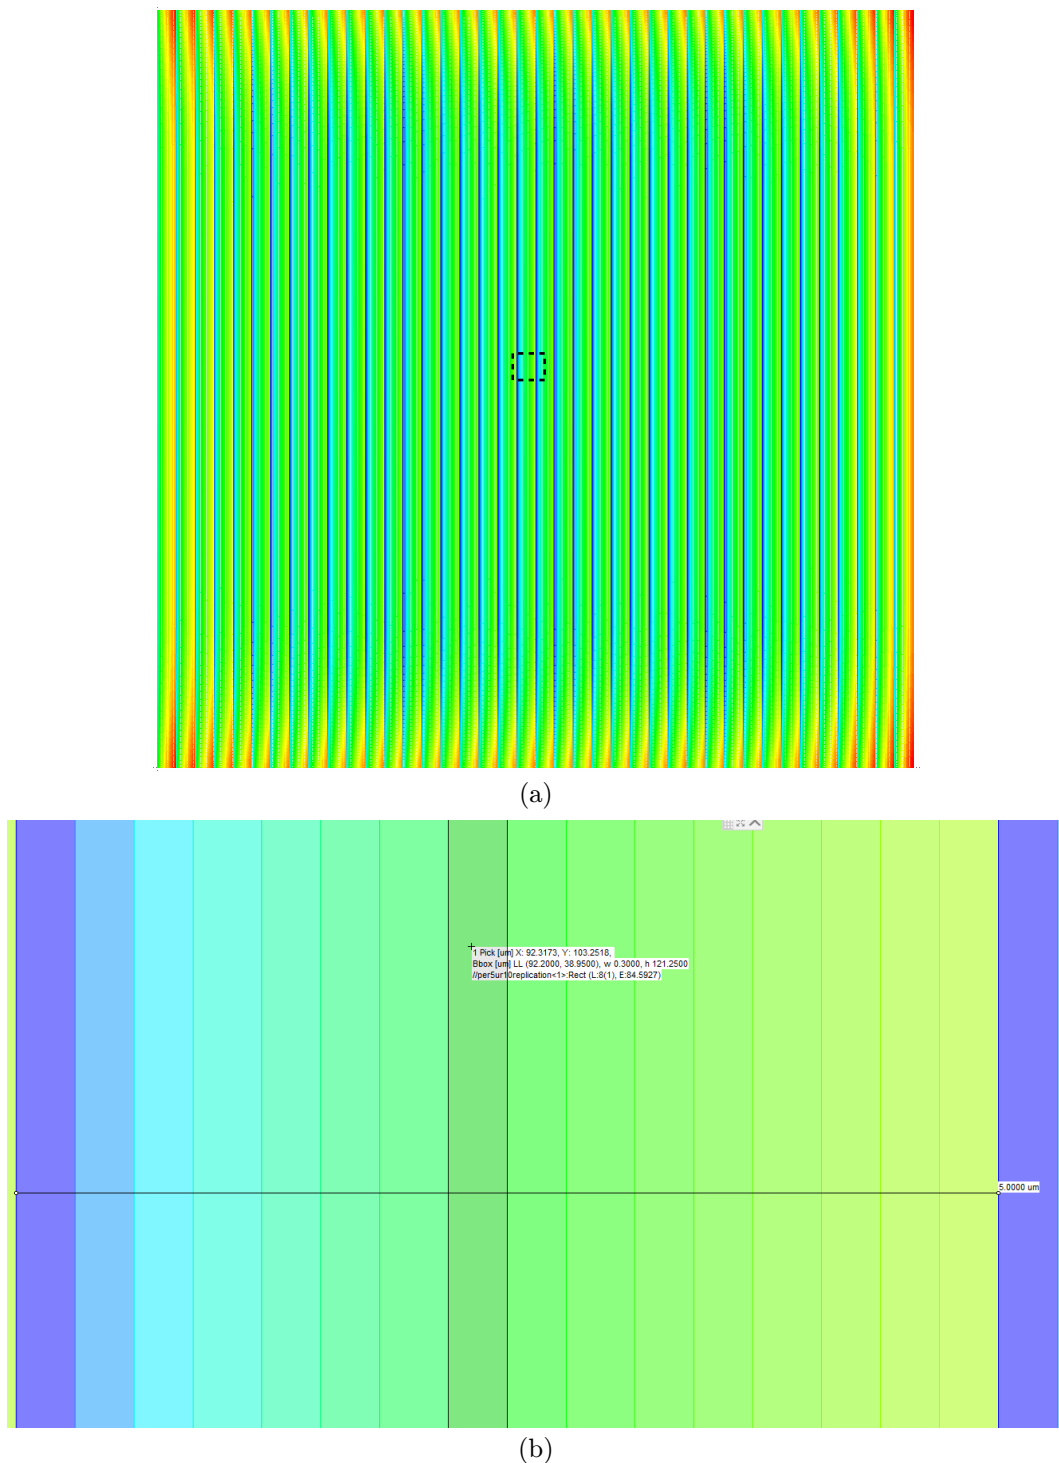 (a)
1 Pick [um] X: 92.3173, Y: 103.2518,
Bbox [um] LL (92.2000, 38.9500), w 0.3000, h 121.2500
//per5ur10replication<1>:Rect (L:8(1), E:84.5927)
5.0000 um
(b)